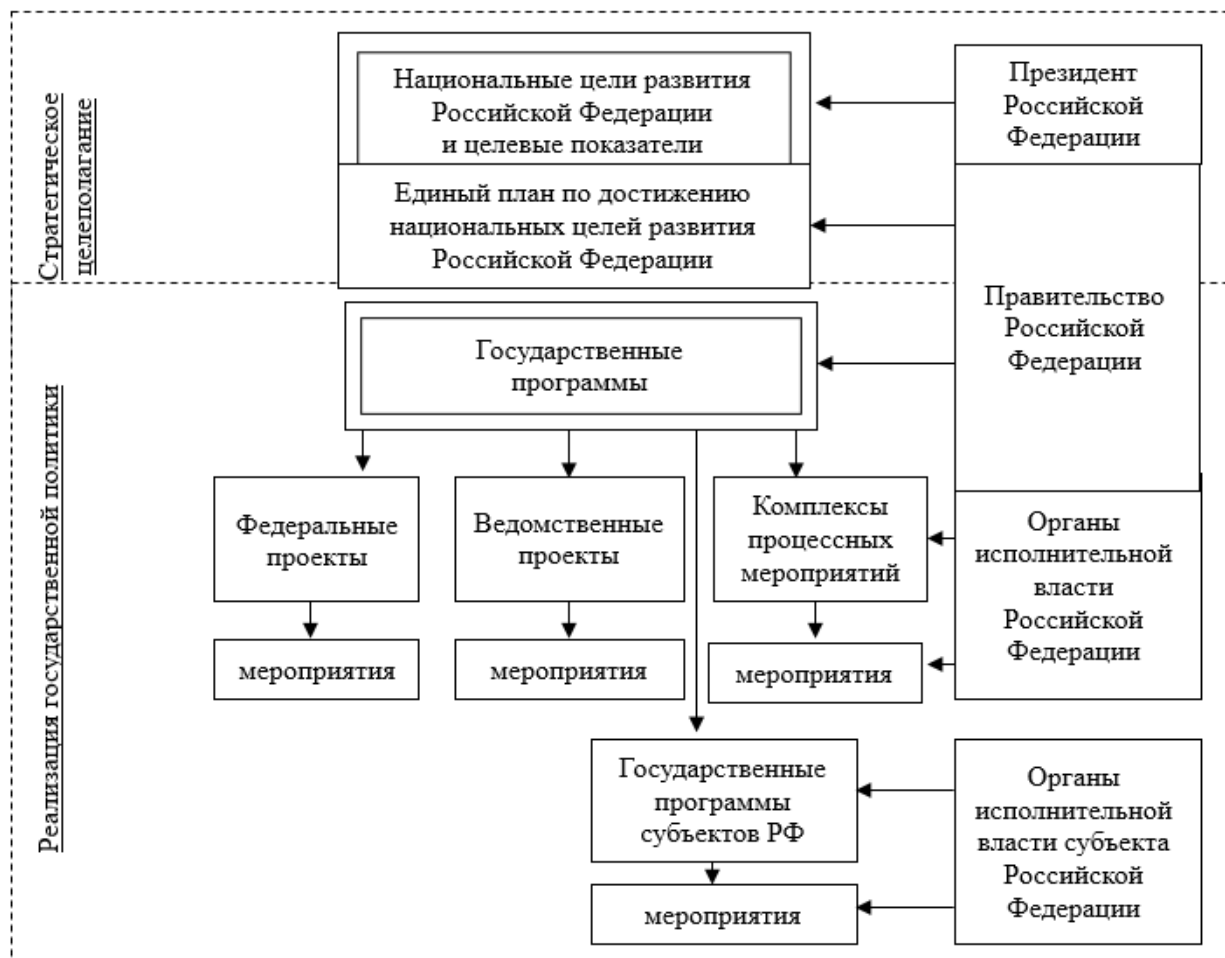 Стратегическое
целеполагание
Национальные цели развития
Российской Федерации
и целевые показатели
Президент
Российской
Федерации
Единый план по достижению
национальных целей развития
Российской Федерации
Правительство
Российской
Федерации
Реализация государственной политики
Государственные
программы
Федеральные
проекты
Ведомственные
проекты
Комплексы
процессных
мероприятий
Органы
исполнительной
власти
Российской
Федерации
мероприятия
мероприятия
мероприятия
Государственные
программы
субъектов РФ
Органы
исполнительной
власти субъекта
Российской
Федерации
мероприятия